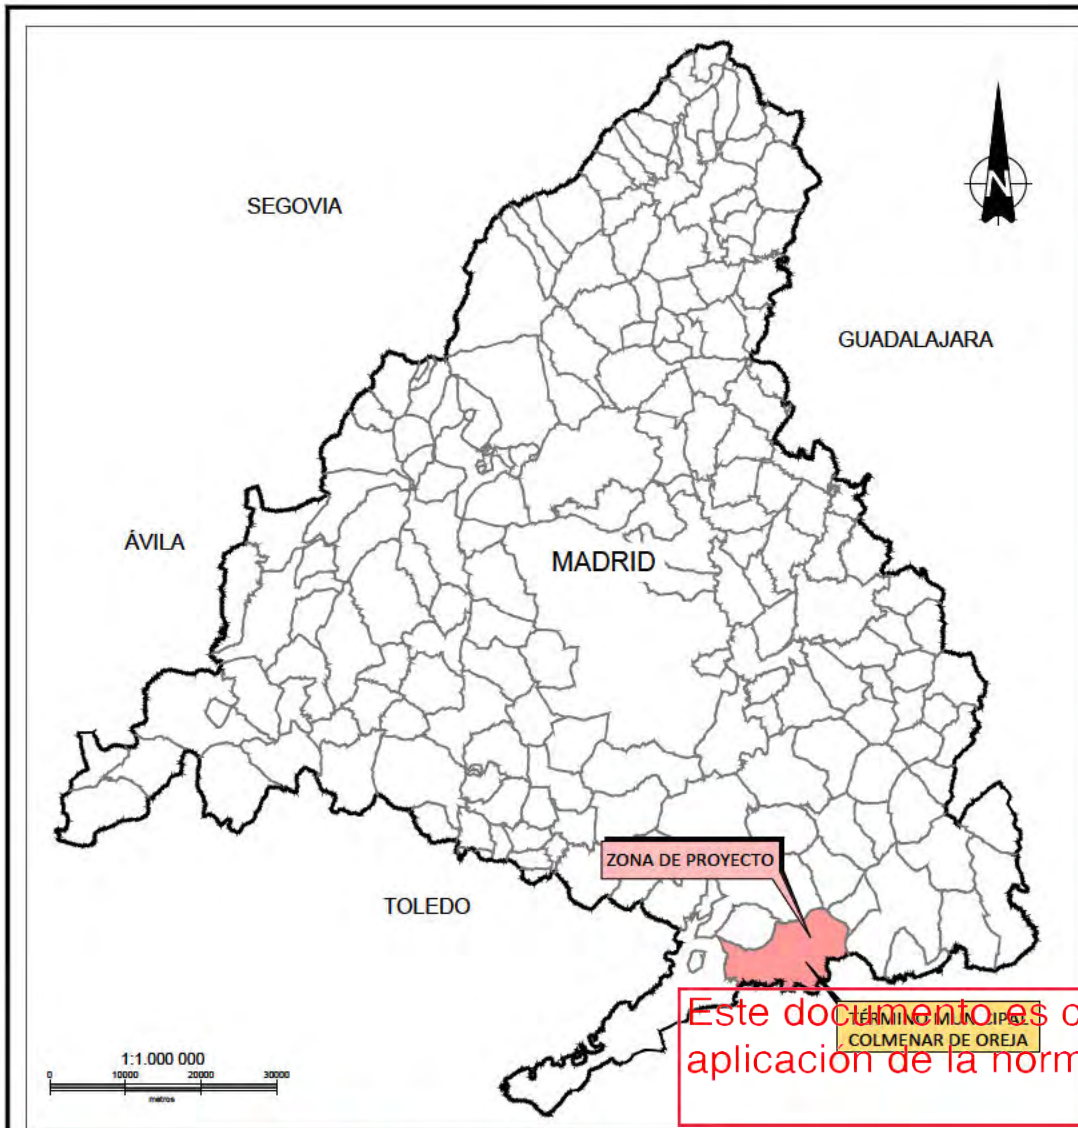 SEGOVIA
N
GUADALAJARA
ÁVILA
MADRID
ZONA DE PROYECTO
TOLEDO
TÉRMINO MUNICIPAL
COLMENAR DE OREJA
Este documento es
aplicación de la norm
1:1.000 000
0 10000 20000 30000
metros